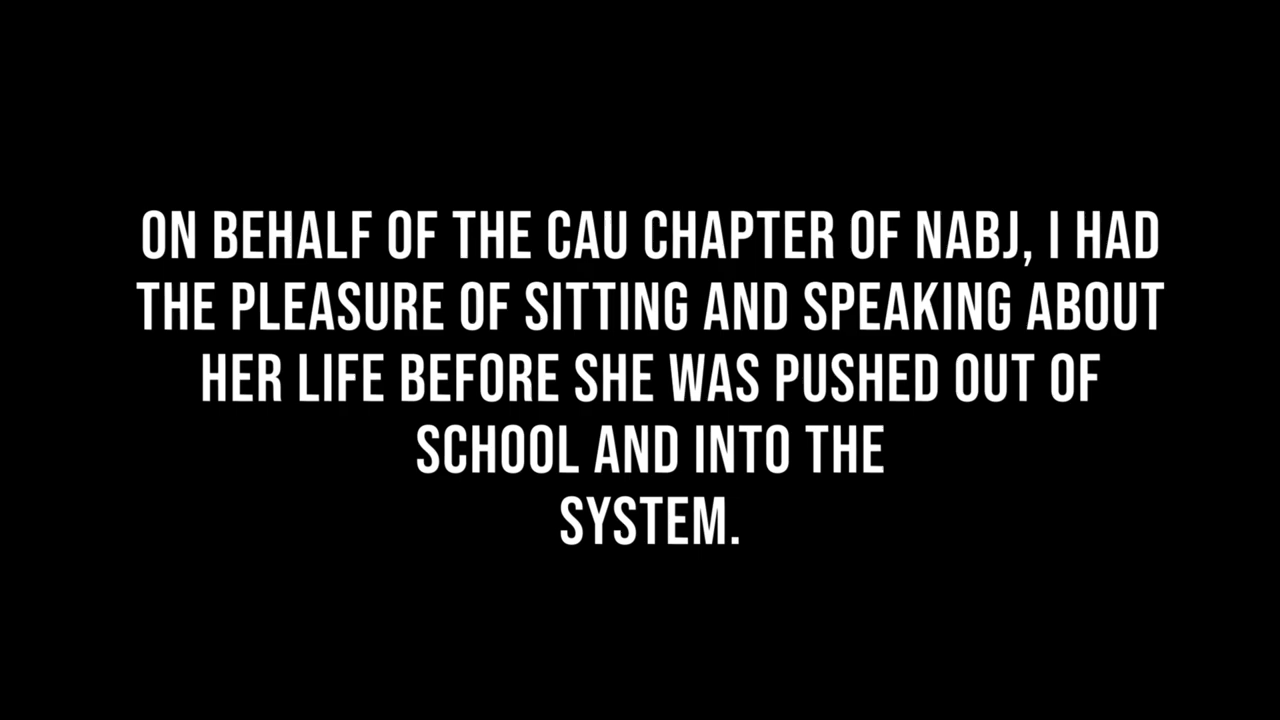 ON BEHALF OF THE CAU CHAPTER OF NABJ, I HAD
THE PLEASURE OF SITTING AND SPEAKING ABOUT
HER LIFE BEFORE SHE WAS PUSHED OUT OF
SCHOOL AND INTO THE
SYSTEM.